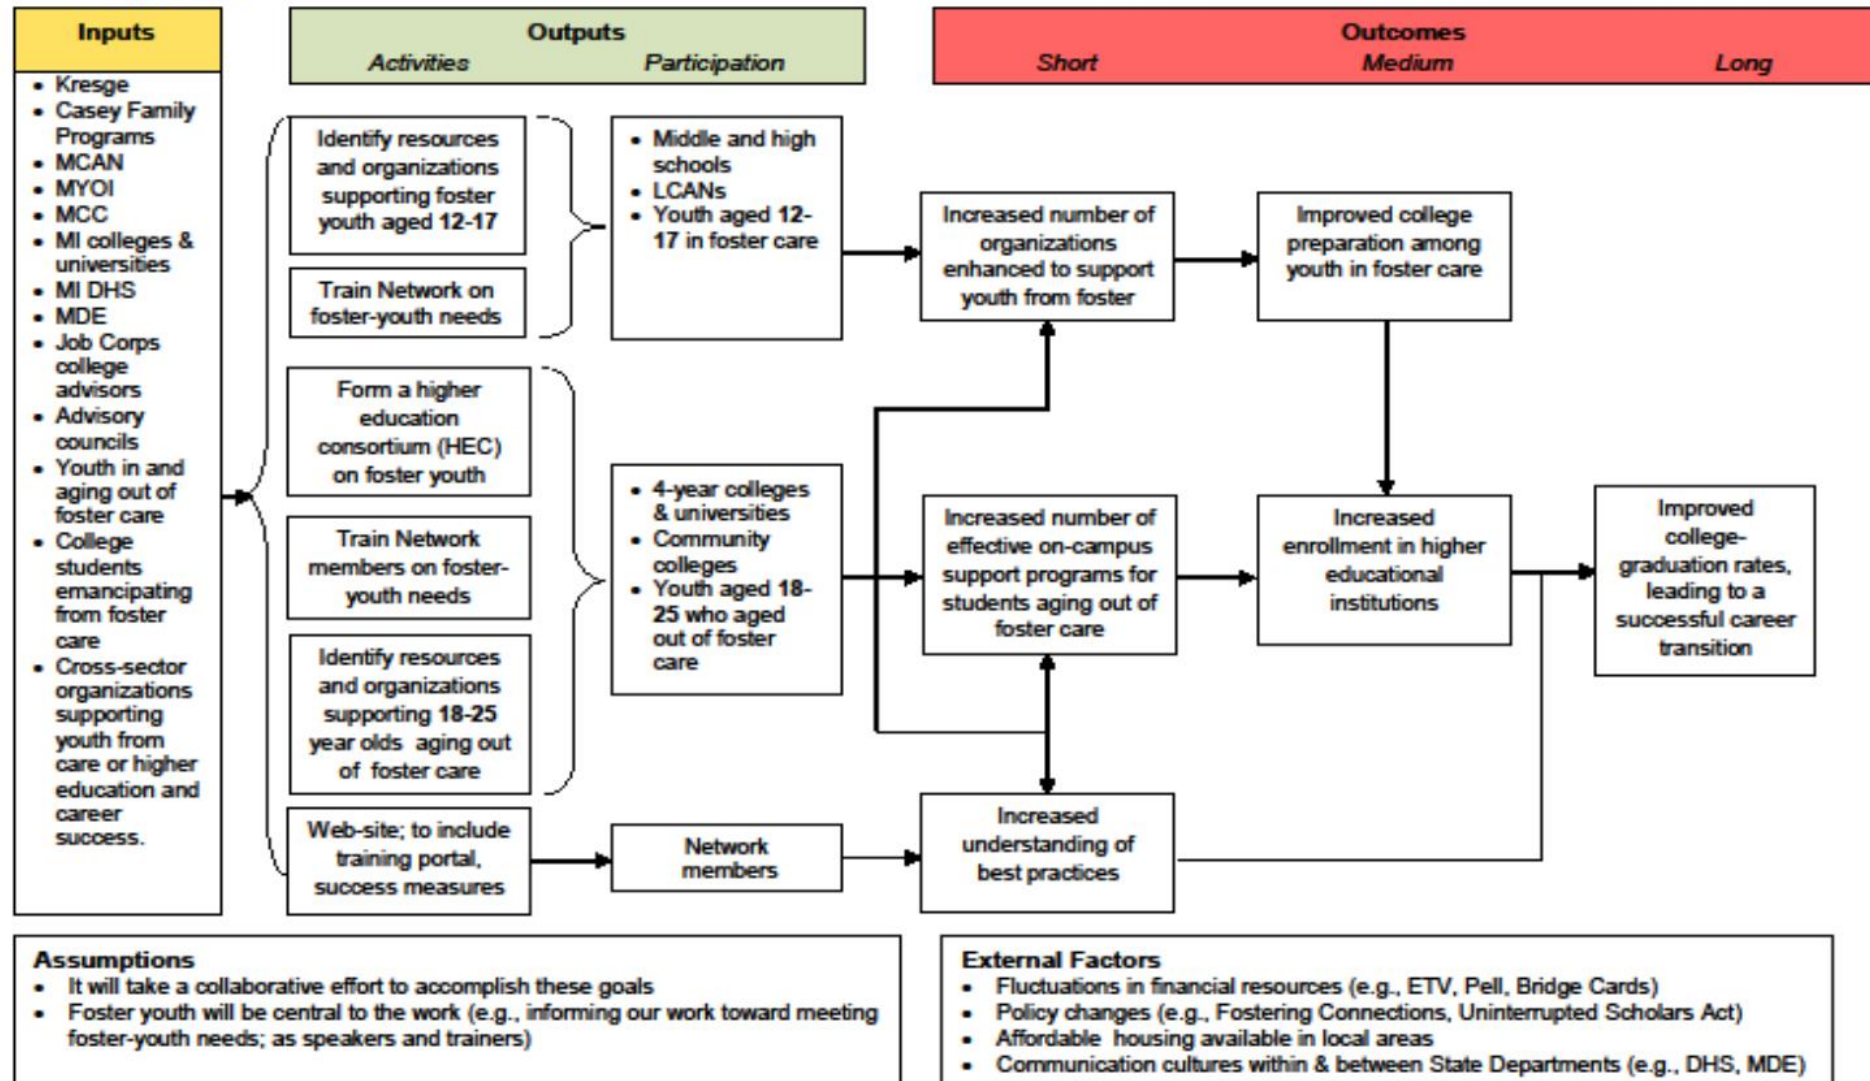 Inputs
• Kresge
• Casey Family
Programs
• MCAN
• MYOI
• MCC
• MI colleges &
universities
• MI DHS
• MDE
• Job Corps
college
advisors
• Advisory
councils
• Youth in and
aging out of
foster care
• College
students
emancipating
from foster
care
• Cross-sector
organizations
supporting
youth from
care or higher
education and
career
success.
Outputs
Activities Participation
Identify resources
and organizations
supporting foster
youth aged 12-17
Train Network on
foster-youth needs
Form a higher
education
consortium (HEC)
on foster youth
Train Network
members on foster-
youth needs
Identify resources
and organizations
supporting 18-25
year olds aging out
of foster care
Web-site; to include
training portal,
success measures
• Middle and high
schools
• LCANs
• Youth aged 12-
17 in foster care
• 4-year colleges
& universities
• Community
colleges
• Youth aged 18-
25 who aged
out of foster
care
Network
members
Outcomes
Short Medium Long
Increased number of
organizations
enhanced to support
youth from foster
Increased number of
effective on-campus
support programs for
students aging out of
foster care
Increased
understanding of
best practices
Improved college
preparation among
youth in foster care
Increased
enrollment in higher
educational
institutions
Improved
college-
graduation rates,
leading to a
successful career
transition
Assumptions
• It will take a collaborative effort to accomplish these goals
• Foster youth will be central to the work (e.g., informing our work toward meeting
foster-youth needs; as speakers and trainers)
External Factors
• Fluctuations in financial resources (e.g., ETV, Pell, Bridge Cards)
• Policy changes (e.g., Fostering Connections, Uninterrupted Scholars Act)
• Affordable housing available in local areas
• Communication cultures within & between State Departments (e.g., DHS, MDE)